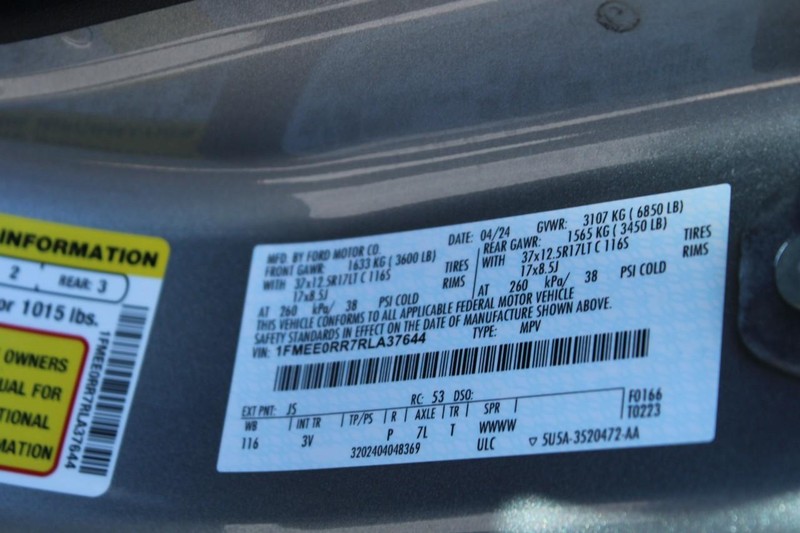 INFORMATION
2 REAR: 3
or 1015 lbs.
OWNERS
UAL FOR
TIONAL
1FMEE0RR7RLA37644
MFD. BY FORD MOTOR CO. DATE: 04/24 GVWR: 3107 KG ( 6850 LB)
FRONT GAWR: 1633 KG ( 3600 LB) REAR GAWR: 1565 KG ( 3450 LB)
WITH 37x12.5R17LT C 116S TIRES WITH 37x12.5R17LT C 116S TIRES
17x8.5J RIMS 17x8.5J RIMS
AT 260 kPa/ 38 PSI COLD AT 260 kPa/ 38 PSI COLD
THIS VEHICLE CONFORMS TO ALL APPLICABLE FEDERAL MOTOR VEHICLE
SAFETY STANDARDS IN EFFECT ON THE DATE OF MANUFACTURE SHOWN ABOVE.
VIN: 1FMEE0RR7RLA37644 TYPE: MPV
EXT PNT: JS RC: 53 DSO: F0166
WB INT TR TP/PS R AXLE TR SPR T0223
116 3V P 7L T WWWW
3202404048369 ULC ▽ 5U5A-3S20472-AA